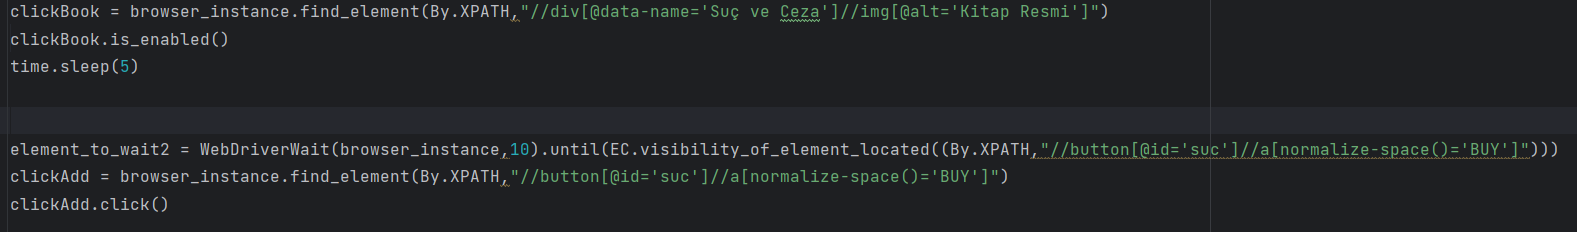 clickBook = browser_instance.find_element(By.XPATH,"//div[@data-name='Suç ve Ceza']//img[@alt='Kitap Resmi']")
clickBook.is_enabled()
time.sleep(5)
element_to_wait2 = WebDriverWait(browser_instance,10).until(EC.visibility_of_element_located((By.XPATH,"//button[@id='suc']//a[normalize-space()='BUY']")))
clickAdd = browser_instance.find_element(By.XPATH,"//button[@id='suc']//a[normalize-space()='BUY']")
clickAdd.click()